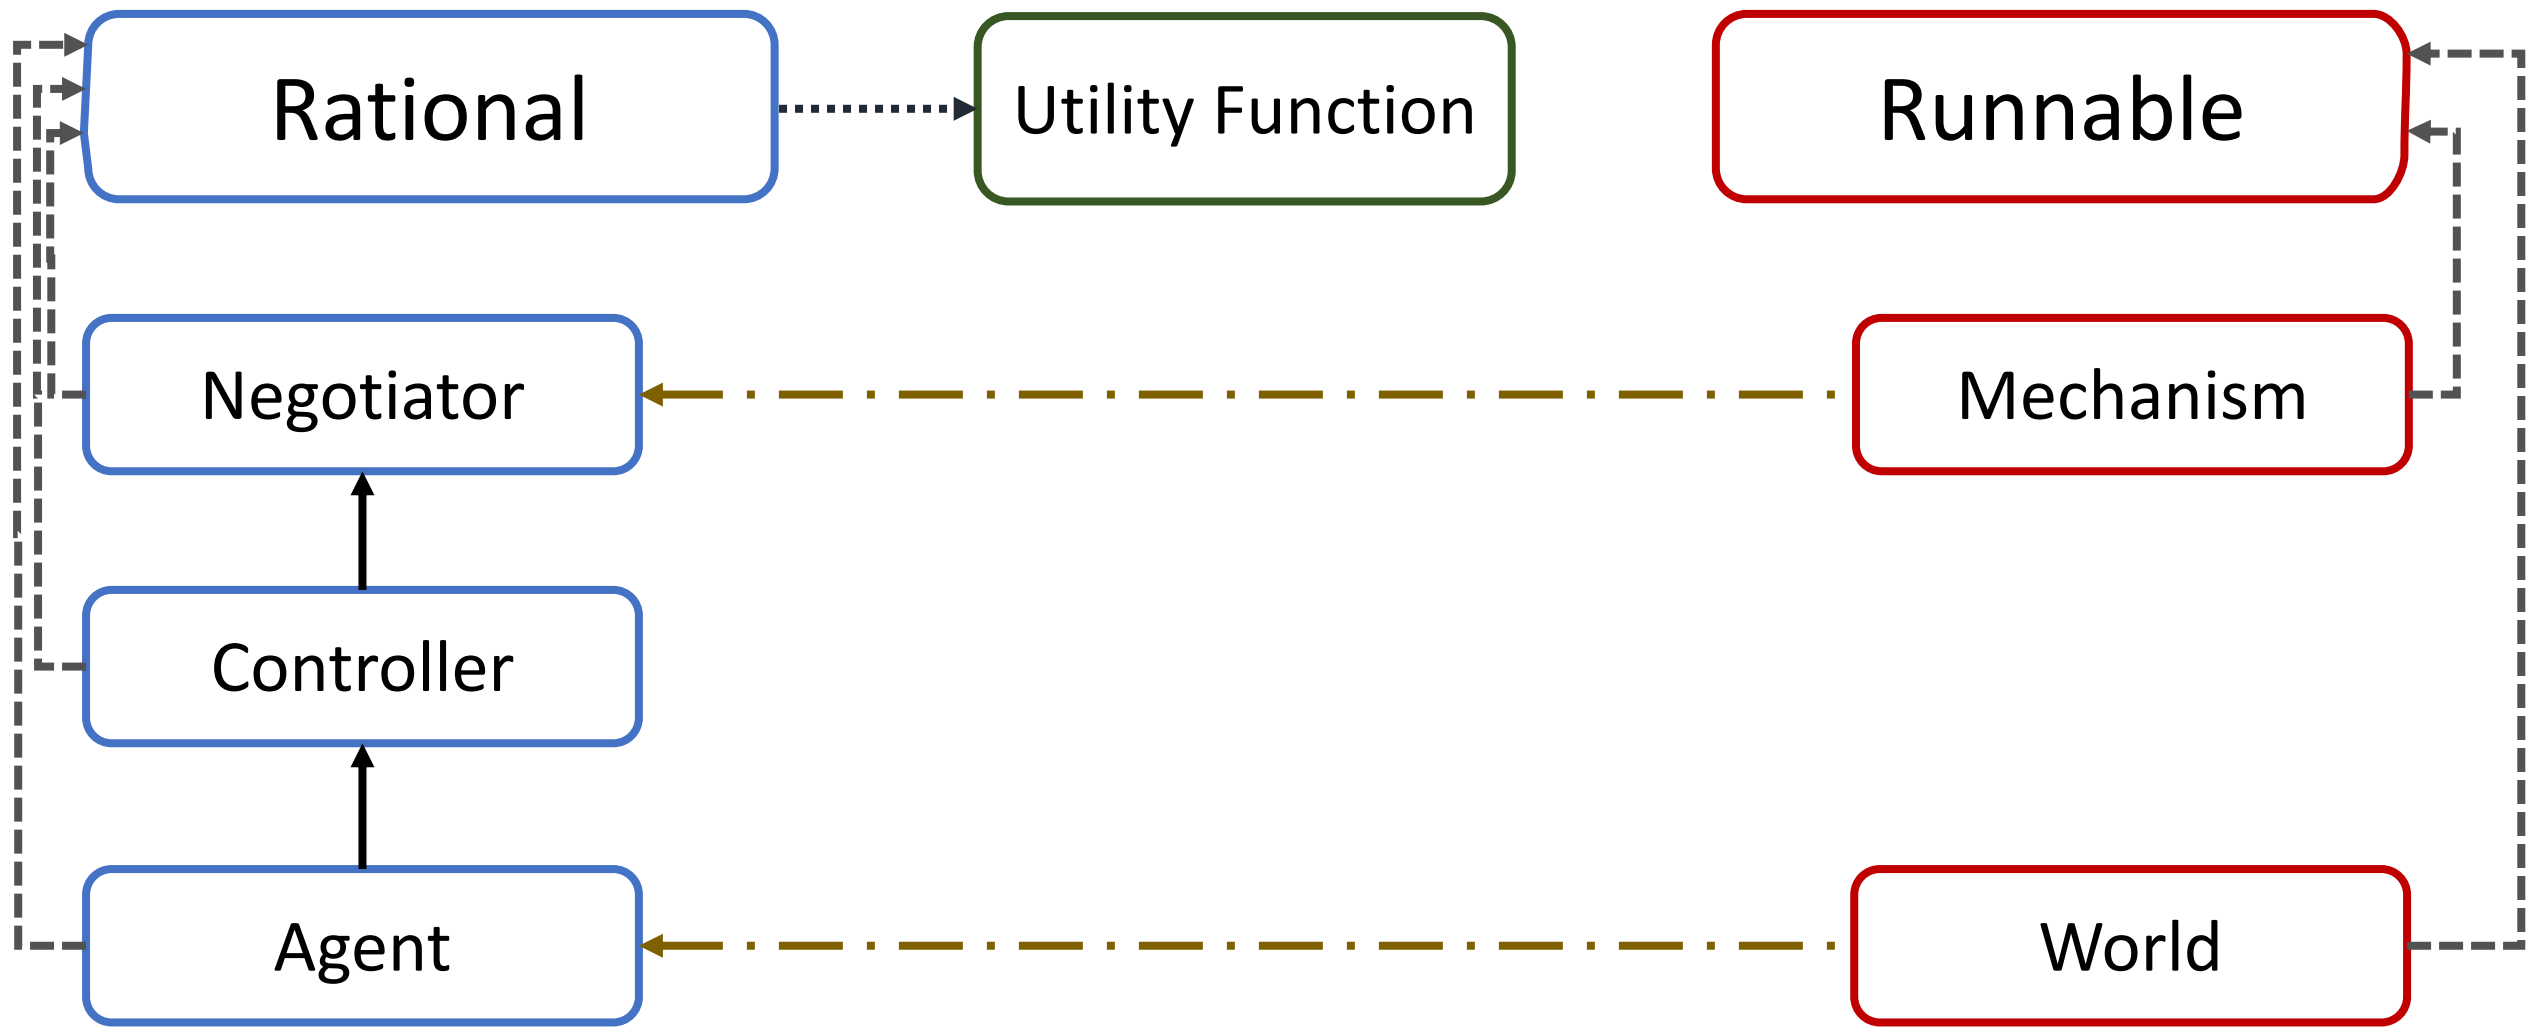 Rational
Utility Function
Runnable
Negotiator
Mechanism
Controller
Agent
World